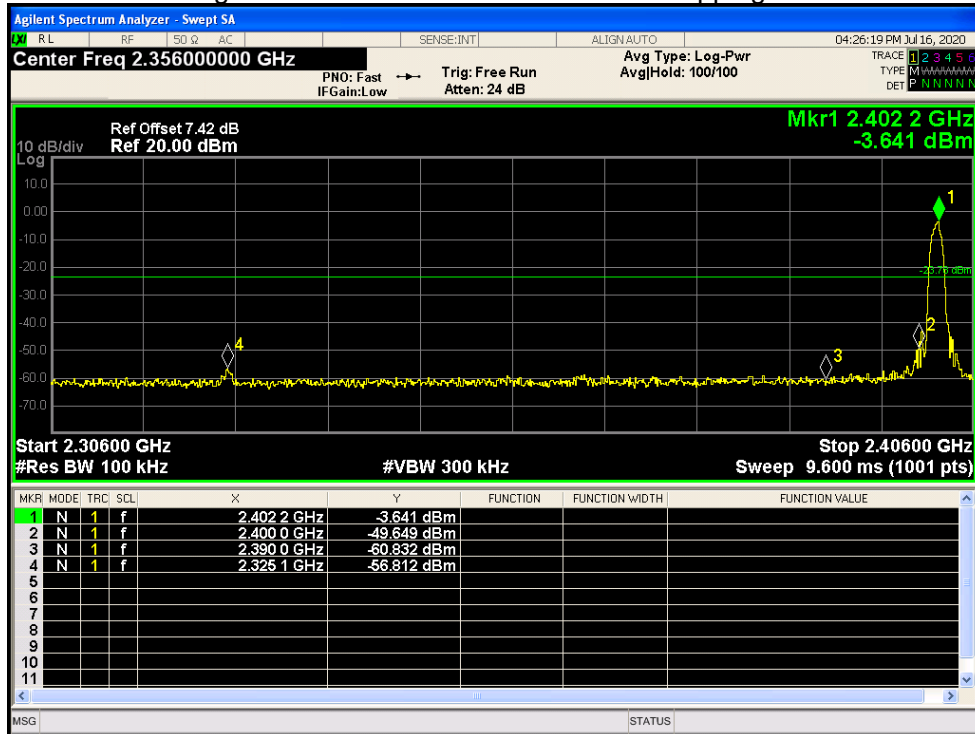 Agilent Spectrum Analyzer - Swept SA
LXI RL RF 50 Ω AC SENSE:INT ALIGN AUTO 04:26:19 PM Jul 16, 2020
Center Freq 2.356000000 GHz
PNO: Fast
IFGain:Low
Trig: Free Run
Atten: 24 dB
Avg Type: Log-Pwr
Avg|Hold: 100/100
TRACE 1 2 3 4 5 6
TYPE M
DET P N N N N N
Ref Offset 7.42 dB
10 dB/div Ref 20.00 dBm
Log
Mkr1 2.402 2 GHz
-3.641 dBm
10.0
0.00
-10.0
-20.0
-30.0
-40.0
-50.0
-60.0
-70.0
1
-23.76 dBm
2
3
4
Start 2.30600 GHz Stop 2.40600 GHz
#Res BW 100 kHz #VBW 300 kHz Sweep 9.600 ms (1001 pts)
MKR MODE TRC SCL X Y FUNCTION FUNCTION WIDTH FUNCTION VALUE
1 N 1 f 2.402 2 GHz -3.641 dBm
2 N 1 f 2.400 0 GHz -49.649 dBm
3 N 1 f 2.390 0 GHz -60.832 dBm
4 N 1 f 2.325 1 GHz -56.812 dBm
5
6
7
8
9
10
11
MSG STATUS